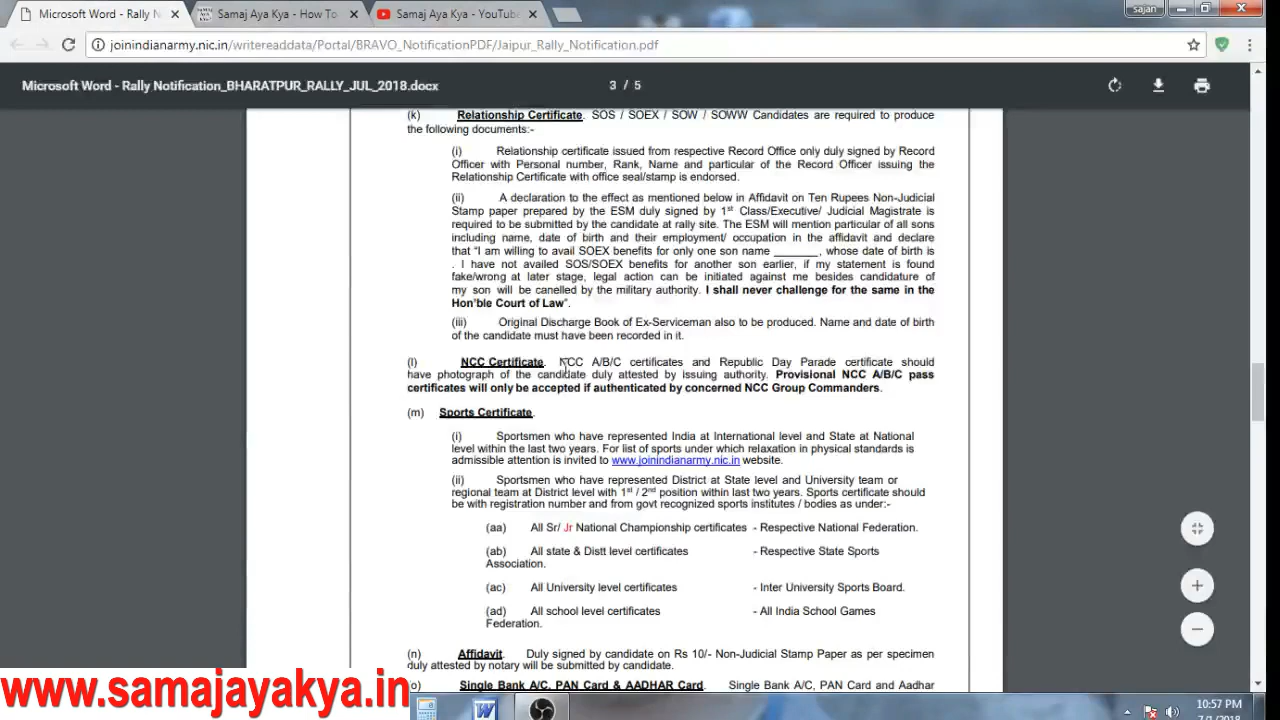 Microsoft Word - Rally N
Samaj Aya Kya - How To
Samaj Aya Kya - YouTube
sajan
joinindianarmy.nic.in/writereaddata/Portal/BRAVO_NotificationPDF/Jaipur_Rally_Notification.pdf
Microsoft Word - Rally Notification_BHARATPUR_RALLY_JUL_2018.docx
3 / 5
(k) Relationship Certificate. SOS / SOEX / SOW / SOWW Candidates are required to produce
the following documents:-
(i) Relationship certificate issued from respective Record Office only duly signed by Record
Officer with Personal number, Rank, Name and particular of the Record Officer issuing the
Relationship Certificate with office seal/stamp is endorsed.
(ii) A declaration to the effect as mentioned below in Affidavit on Ten Rupees Non-Judicial
Stamp paper prepared by the ESM duly signed by 1st Class/Executive/ Judicial Magistrate is
required to be submitted by the candidate at rally site. The ESM will mention particular of all sons
including name, date of birth and their employment/ occupation in the affidavit and declare
that “I am willing to avail SOEX benefits for only one son name _______, whose date of birth is
. I have not availed SOS/SOEX benefits for another son earlier, if my statement is found
fake/wrong at later stage, legal action can be initiated against me besides candidature of
my son will be canelled by the military authority. I shall never challenge for the same in the
Hon’ble Court of Law”.
(iii) Original Discharge Book of Ex-Serviceman also to be produced. Name and date of birth
of the candidate must have been recorded in it.
(l) NCC Certificate. NCC A/B/C certificates and Republic Day Parade certificate should
have photograph of the candidate duly attested by issuing authority. Provisional NCC A/B/C pass
certificates will only be accepted if authenticated by concerned NCC Group Commanders.
(m) Sports Certificate.
(i) Sportsmen who have represented India at International level and State at National
level within the last two years. For list of sports under which relaxation in physical standards is
admissible attention is invited to www.joinindianarmy.nic.in website.
(ii) Sportsmen who have represented District at State level and University team or
regional team at District level with 1st / 2nd position within last two years. Sports certificate should
be with registration number and from govt recognized sports institutes / bodies as under:-
(aa) All Sr/ Jr National Championship certificates - Respective National Federation.
(ab) All state & Distt level certificates - Respective State Sports
Association.
(ac) All University level certificates - Inter University Sports Board.
(ad) All school level certificates - All India School Games
Federation.
(n) Affidavit. Duly signed by candidate on Rs 10/- Non-Judicial Stamp Paper as per specimen
duly attested by notary will be submitted by candidate.
(o) Single Bank A/C, PAN Card & AADHAR Card. Single Bank A/C, PAN Card and Aadhar
www.samajayakya.in
10:57 PM
7/1/2018